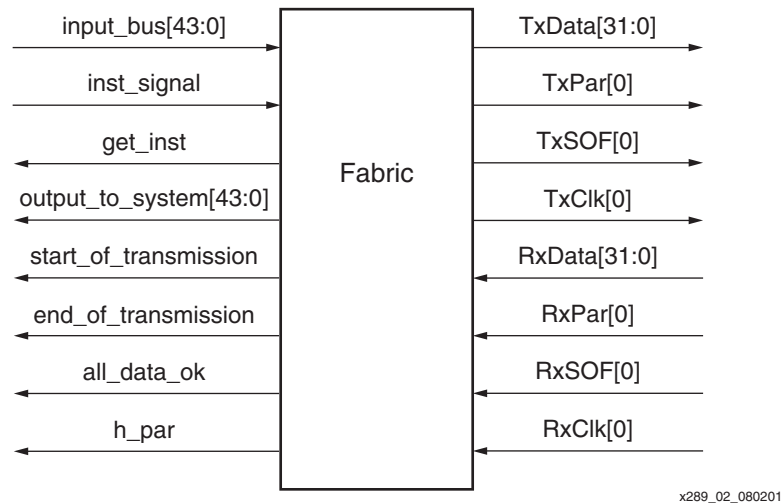 input_bus[43:0]
TxData[31:0]
inst_signal
TxPar[0]
get_inst
TxSOF[0]
Fabric
output_to_system[43:0]
TxClk[0]
start_of_transmission
RxData[31:0]
end_of_transmission
RxPar[0]
all_data_ok
RxSOF[0]
h_par
RxClk[0]
x289_02_080201